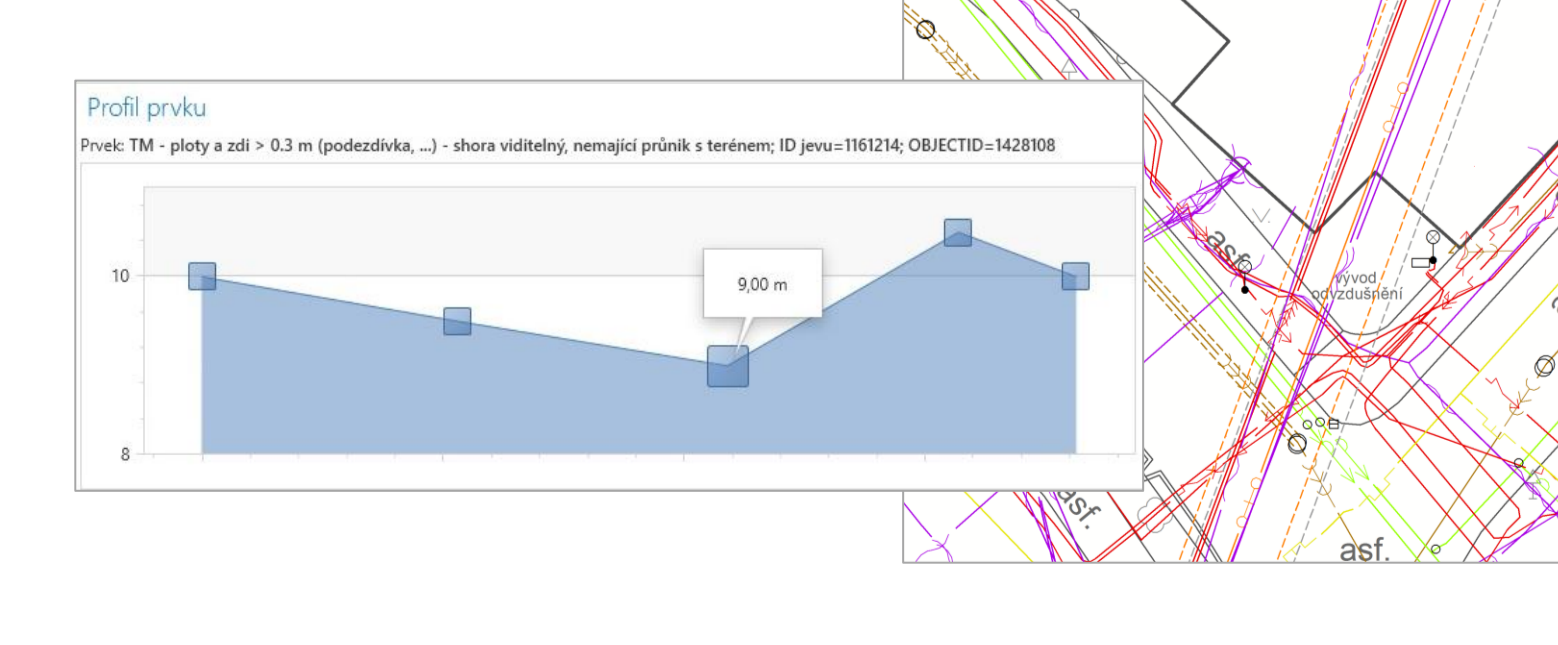 Profil prvku
Prvek: TM - ploty a zdi > 0.3 m (podezdívka, ...) - shora viditelný, nemající průnik s terénem; ID jevu=1161214; OBJECTID=1428108
10
9,00 m
8
asf.
vývod
odvzdušnění
asf.
asf.